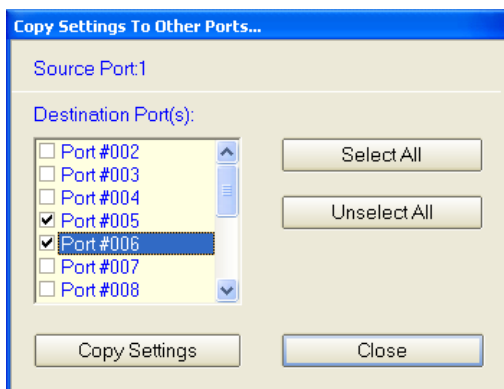 Copy Settings To Other Ports...
Source Port:1
Destination Port(s):
Port #002
Port #003
Port #004
Port #005
Port #006
Port #007
Port #008
Select All
Unselect All
Copy Settings
Close